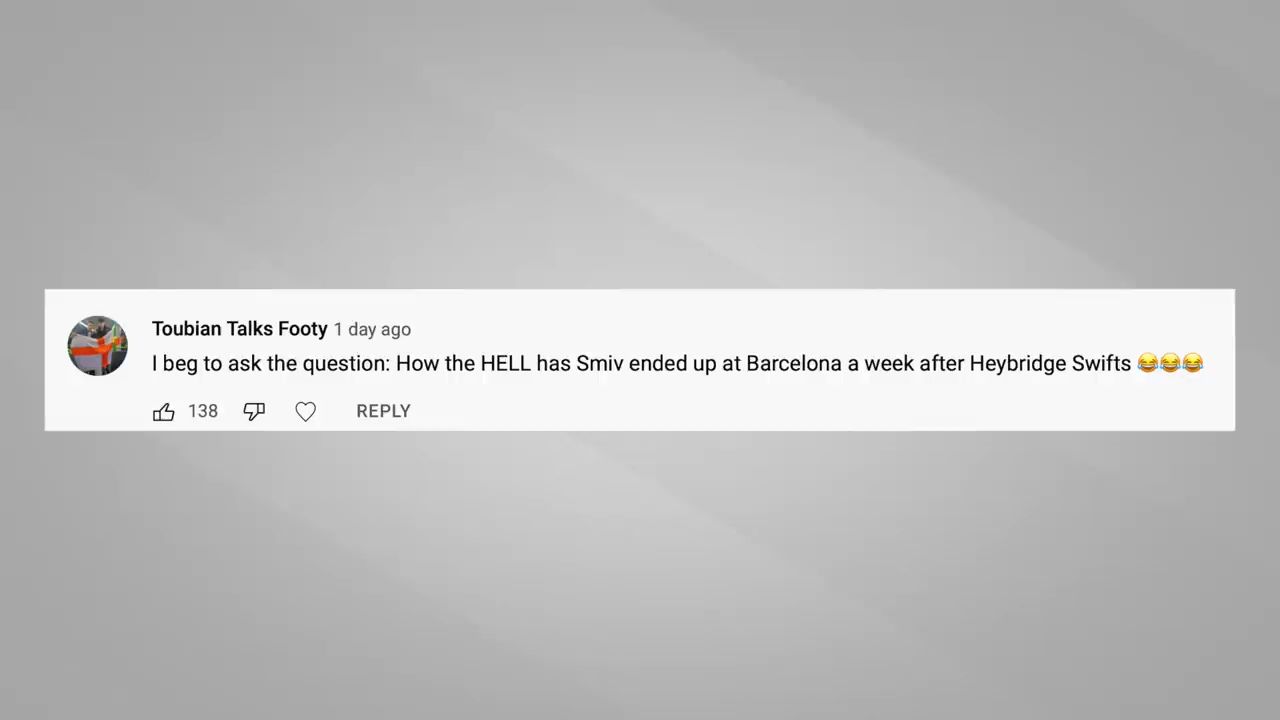 Toubian Talks Footy 1 day ago
I beg to ask the question: How the HELL has Smiv ended up at Barcelona a week after Heybridge Swifts 😂😂😂
138 REPLY